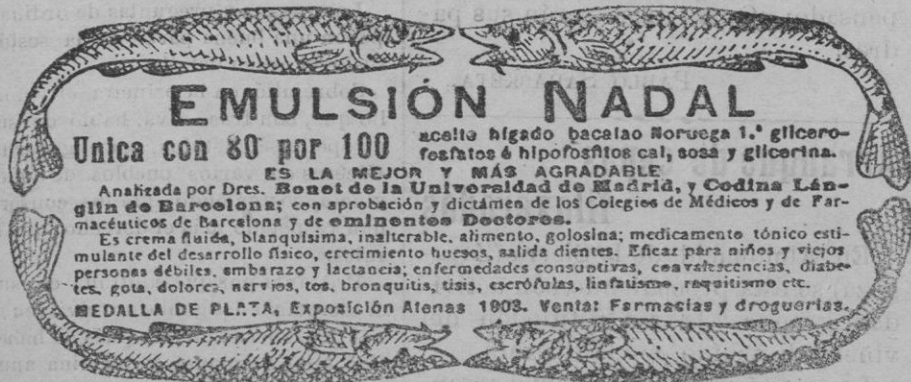 EMULSIÓN NADAL
Unica con 80 por 100 aceite hígado bacalao Noruega 1.ª glicero-
fosfatos é hipofosfitos cal, sosa y glicerina.
ES LA MEJOR Y MÁS AGRADABLE
Analizada por Dres. Bonet de la Universidad de Madrid, y Codina Län-
glin de Barcelona; con aprobación y dictámen de los Colegios de Médicos y de Far-
macéuticos de Barcelona y de eminentes Doctores.
Es crema fluida, blanquísima, inalterable, alimento, golosina; medicamento tónico esti-
mulante del desarrollo físico, crecimiento huesos, salida dientes. Eficaz para niños y viejos
personas débiles, embarazo y lactancia; enfermedades consuntivas, convalescencias, diabe-
tes, gota, dolores, nervios, tos, bronquitis, tisis, escrófulas, linfatismo, raquitismo etc.
MEDALLA DE PLATA, Exposición Atenas 1903. Venta: Farmacias y droguerías.